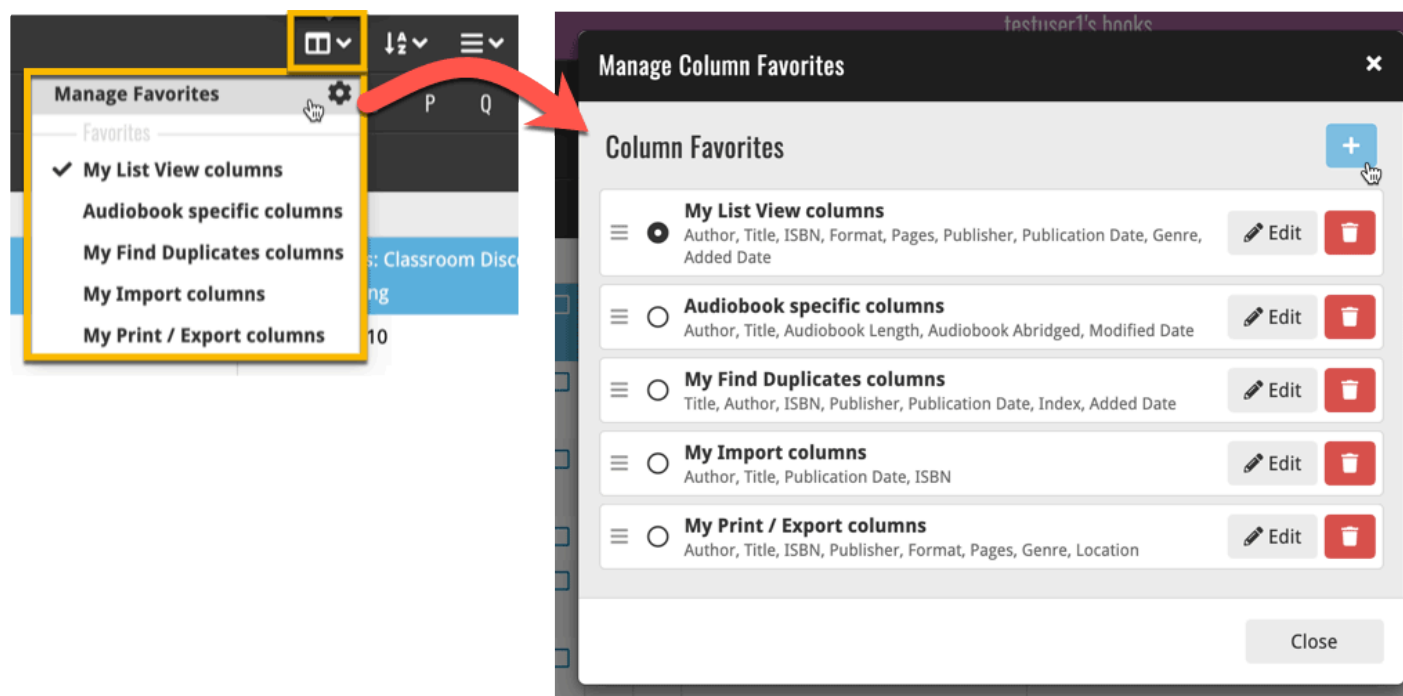 Manage Favorites
P Q
Favorites
My List View columns
Audiobook specific columns
My Find Duplicates columns
s: Classroom Disc
ng
My Import columns
My Print / Export columns
10
testuser1's books
Manage Column Favorites
Column Favorites
My List View columns
Author, Title, ISBN, Format, Pages, Publisher, Publication Date, Genre,
Added Date
Edit
Audiobook specific columns
Author, Title, Audiobook Length, Audiobook Abridged, Modified Date
Edit
My Find Duplicates columns
Title, Author, ISBN, Publisher, Publication Date, Index, Added Date
Edit
My Import columns
Author, Title, Publication Date, ISBN
Edit
My Print / Export columns
Author, Title, ISBN, Publisher, Format, Pages, Genre, Location
Edit
Close